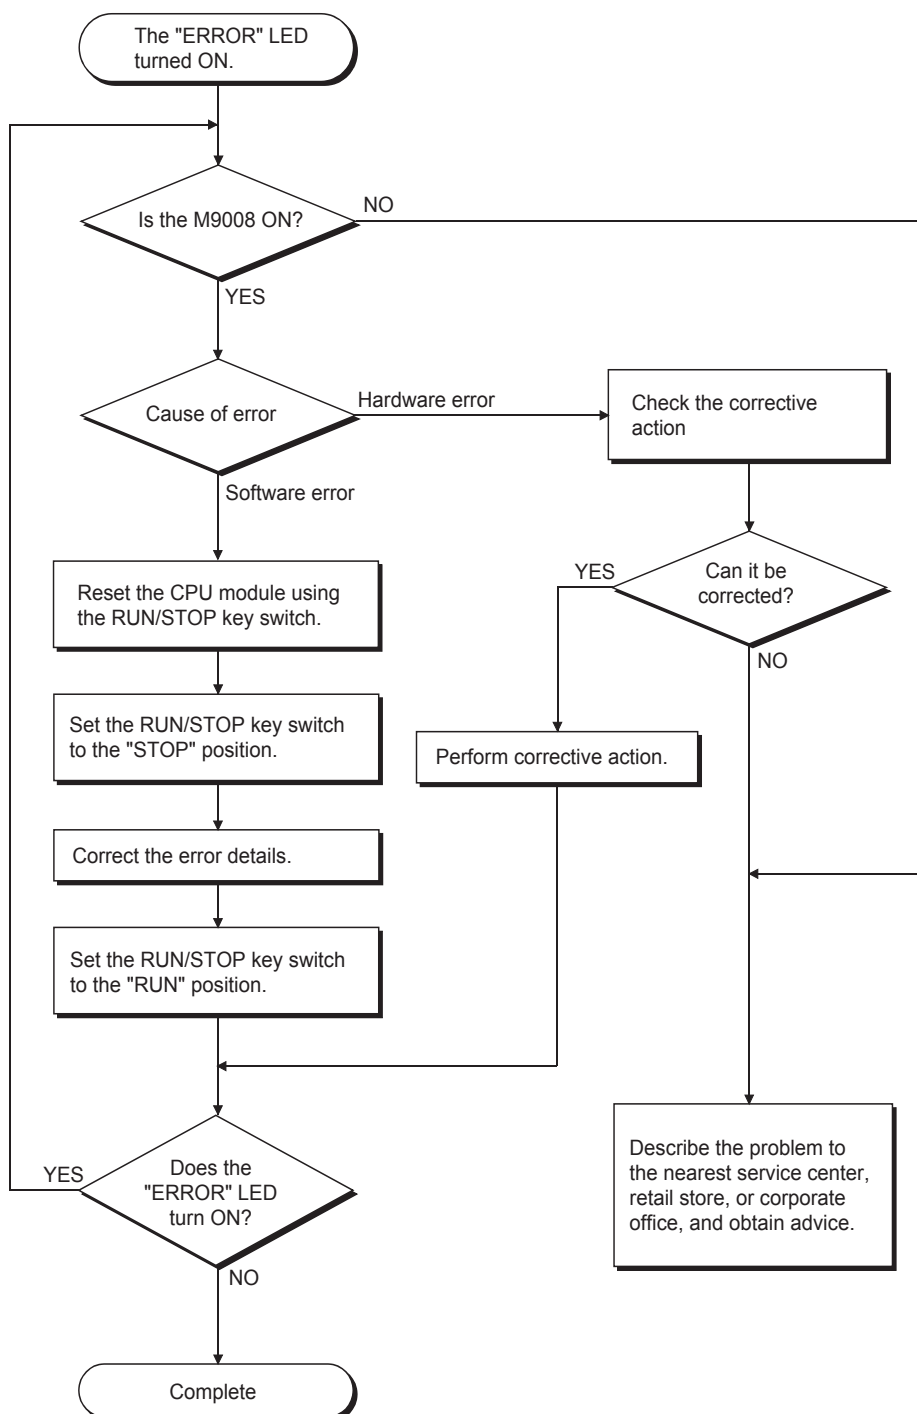 The "ERROR" LED
turned ON.
Is the M9008 ON?
NO
YES
Cause of error
Hardware error
Check the corrective
action
Software error
Reset the CPU module using
the RUN/STOP key switch.
YES
Can it be
corrected?
NO
Set the RUN/STOP key switch
to the "STOP" position.
Perform corrective action.
Correct the error details.
Set the RUN/STOP key switch
to the "RUN" position.
Does the
"ERROR" LED
turn ON?
YES
NO
Describe the problem to
the nearest service center,
retail store, or corporate
office, and obtain advice.
Complete